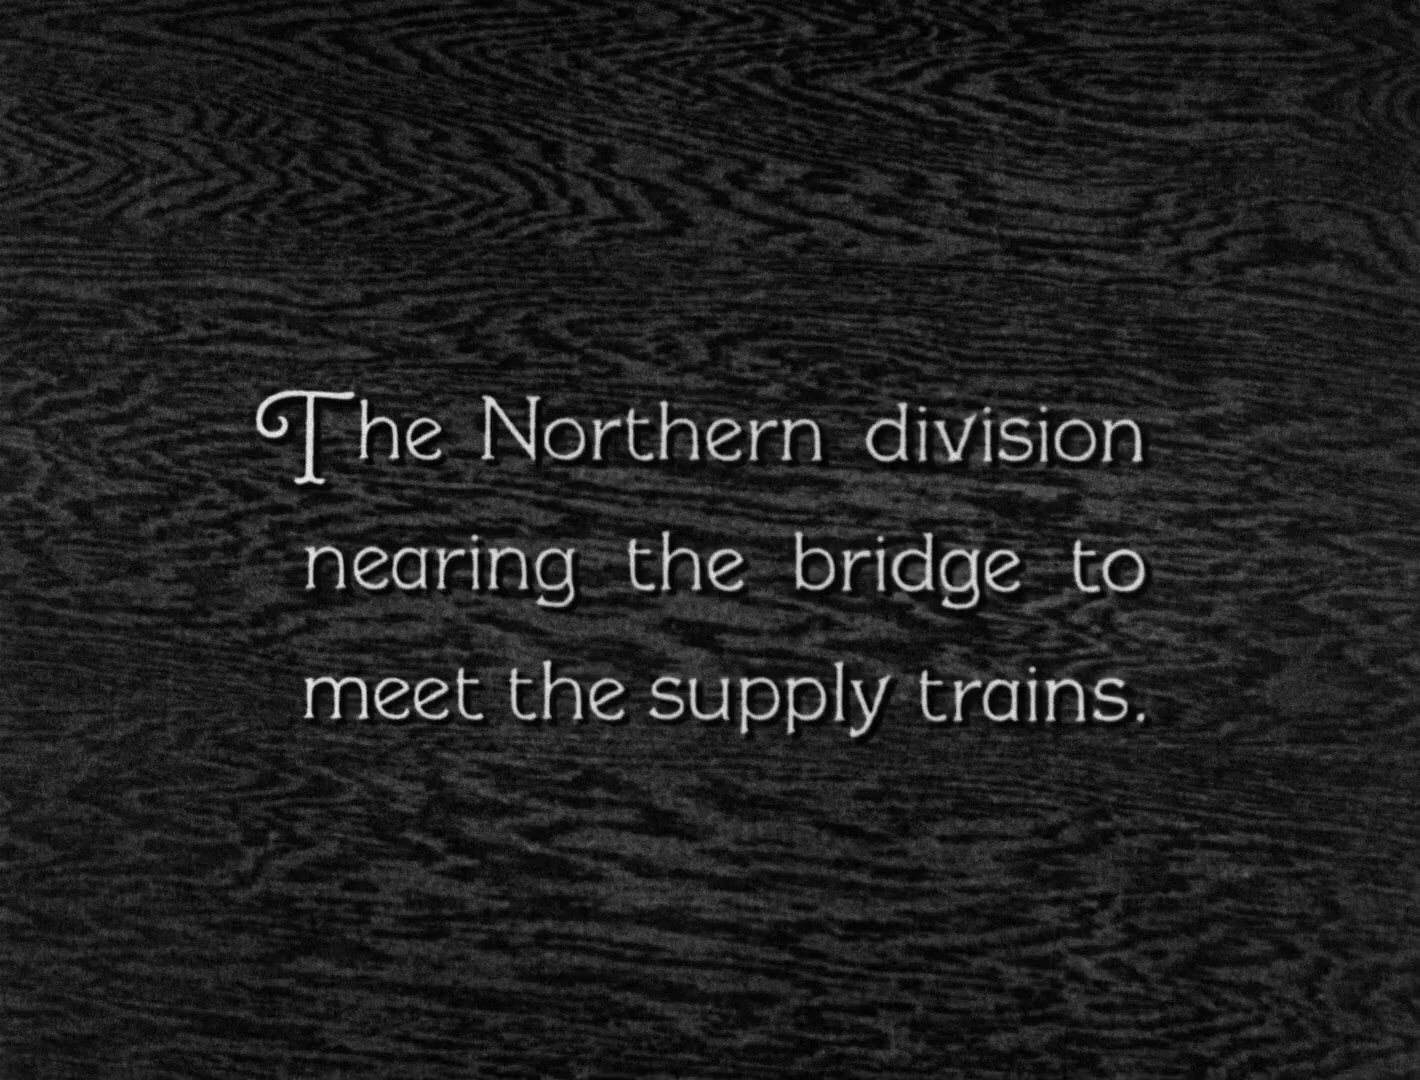 The Northern division
nearing the bridge to
meet the supply trains.